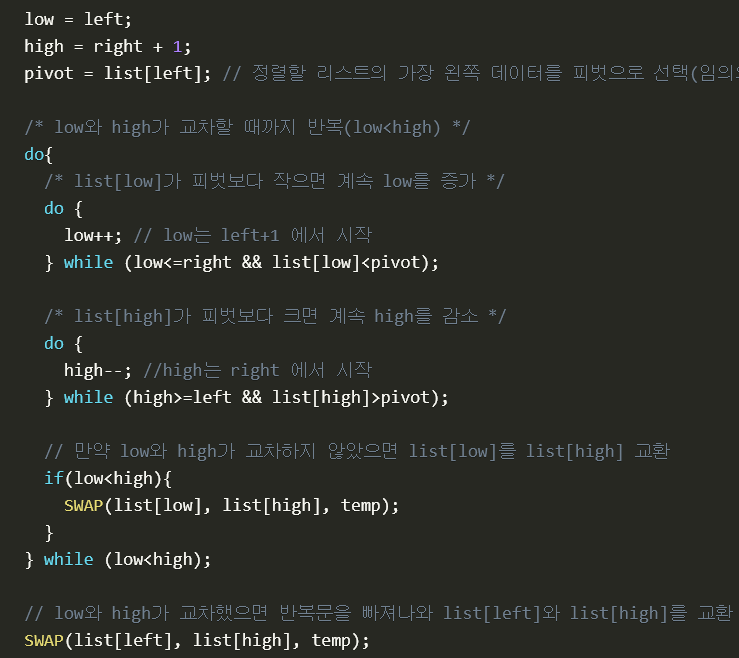 low = left;
high = right + 1;
pivot = list[left]; // 정렬할 리스트의 가장 왼쪽 데이터를 피벗으로 선택(임의의
/* low와 high가 교차할 때까지 반복(low<high) */
do{
/* list[low]가 피벗보다 작으면 계속 low를 증가 */
do {
low++; // low는 left+1 에서 시작
} while (low<=right && list[low]<pivot);
/* list[high]가 피벗보다 크면 계속 high를 감소 */
do {
high--; //high는 right 에서 시작
} while (high>=left && list[high]>pivot);
// 만약 low와 high가 교차하지 않았으면 list[low]를 list[high] 교환
if(low<high){
SWAP(list[low], list[high], temp);
}
} while (low<high);
// low와 high가 교차했으면 반복문을 빠져나와 list[left]와 list[high]를 교환
SWAP(list[left], list[high], temp);